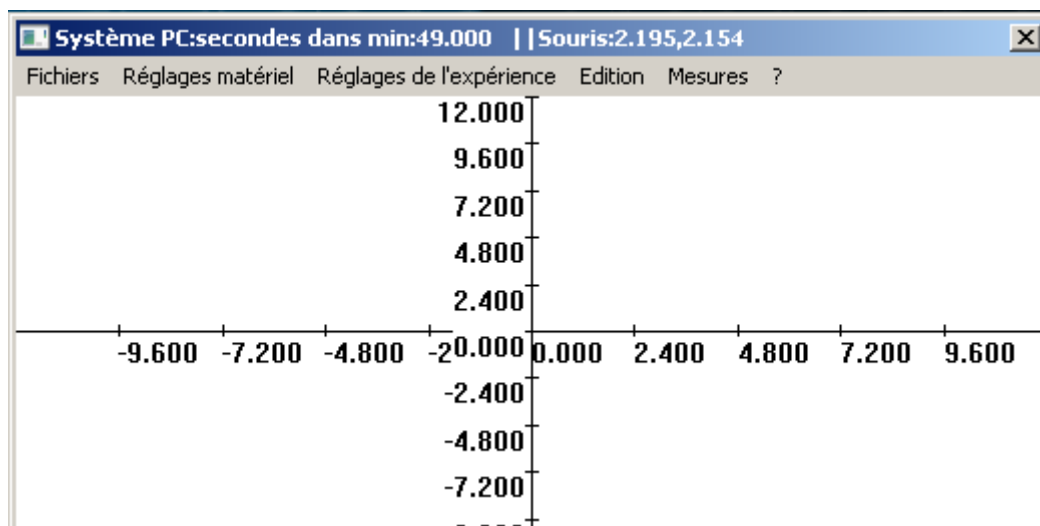 Système PC:secondes dans min:49.000 ||Souris:2.195,2.154
Fichiers Réglages matériel Réglages de l'expérience Edition Mesures ?
12.000
9.600
7.200
4.800
2.400
-9.600 -7.200 -4.800 -2 0.000 0.000 2.400 4.800 7.200 9.600
-2.400
-4.800
-7.200